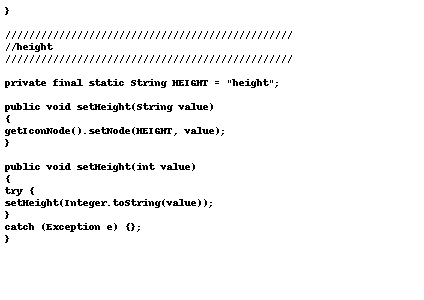 }
////////////////////////////////////////////////
//height
////////////////////////////////////////////////
private final static String HEIGHT = "height";
public void setHeight(String value)
{
getIconNode().setNode(HEIGHT, value);
}
public void setHeight(int value)
{
try {
setHeight(Integer.toString(value));
}
catch (Exception e) {};
}